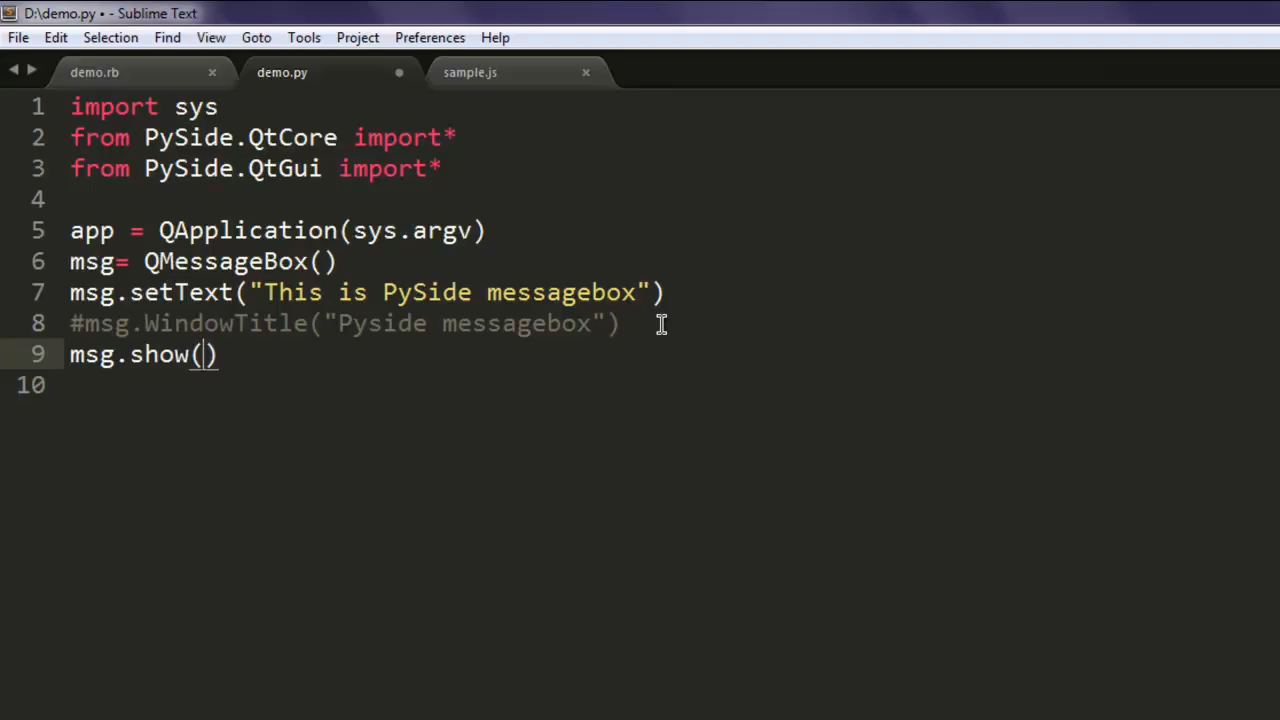 D:\demo.py • - Sublime Text
File Edit Selection Find View Goto Tools Project Preferences Help
demo.rb demo.py sample.js
1 import sys
2 from PySide.QtCore import*
3 from PySide.QtGui import*
4
5 app = QApplication(sys.argv)
6 msg= QMessageBox()
7 msg.setText("This is PySide messagebox")
8 #msg.WindowTitle("Pyside messagebox")
9 msg.show()
10